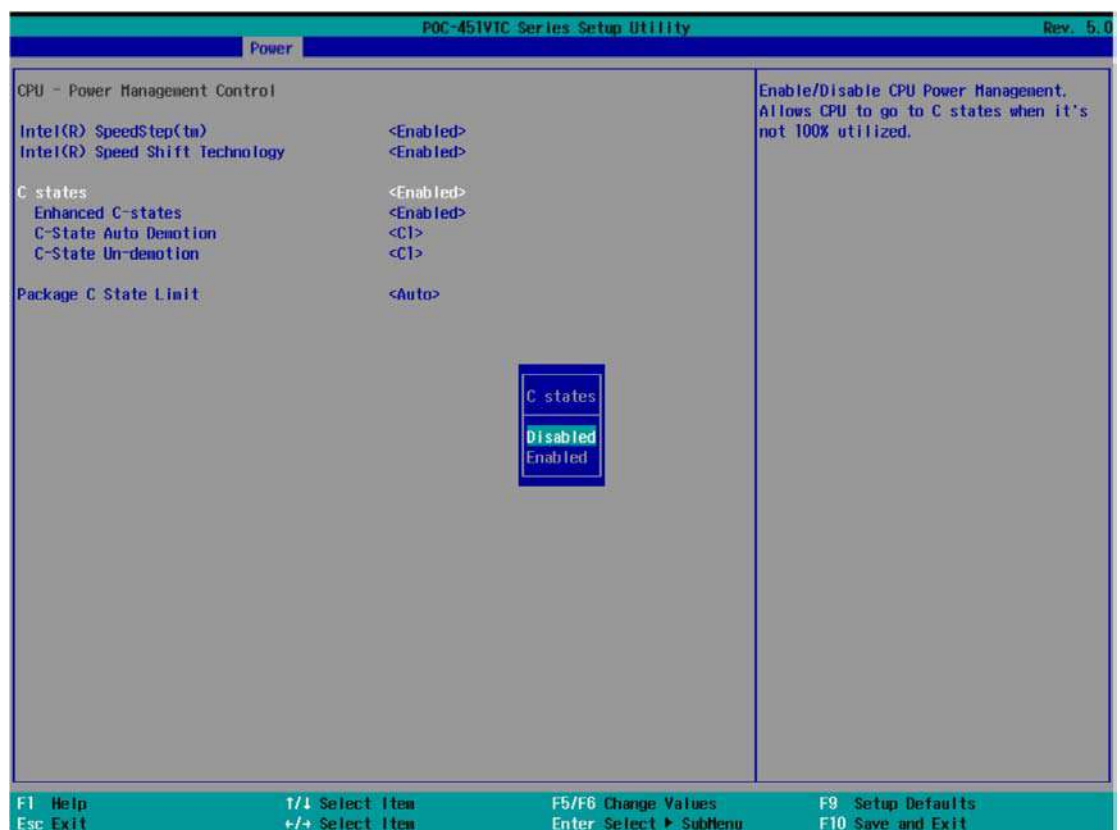 POC-451VTC Series Setup Utility Rev. 5.0
Power
CPU - Power Management Control
Intel(R) SpeedStep(tm) <Enabled>
Intel(R) Speed Shift Technology <Enabled>
C states <Enabled>
Enhanced C-states <Enabled>
C-State Auto Demotion <C1>
C-State Un-demotion <C1>
Package C State Limit <Auto>
Enable/Disable CPU Power Management.
Allows CPU to go to C states when it's
not 100% utilized.
C states
Disabled
Enabled
F1 Help ↑/↓ Select Item F5/F6 Change Values F9 Setup Defaults
Esc Exit ←/→ Select Item Enter Select ▶ SubMenu F10 Save and Exit